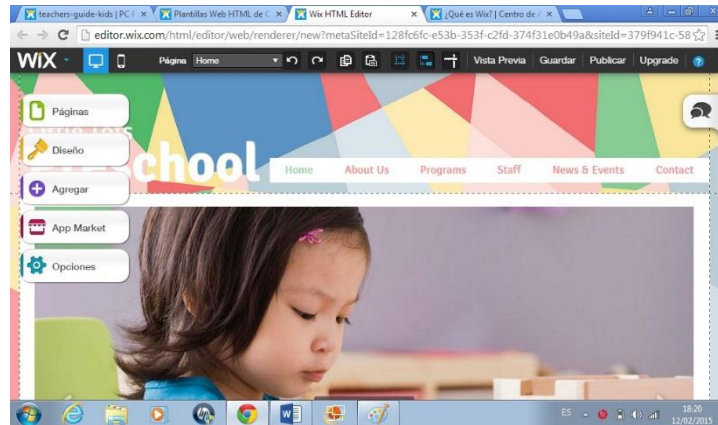 teachers-guide-kids | PC F
Plantillas Web HTML de C
Wix HTML Editor
¿Qué es Wix? | Centro de A
editor.wix.com/html/editor/web/renderer/new?metaSiteId=128fc6fc-e53b-353f-c2fd-374f31e0b49a&siteId=379f941c-58
WiX
Página Home
Vista Previa
Guardar
Publicar
Upgrade
?
Páginas
Diseño
Agregar
App Market
Opciones
chool
Home
About Us
Programs
Staff
News & Events
Contact
ES
18:20
12/02/2015